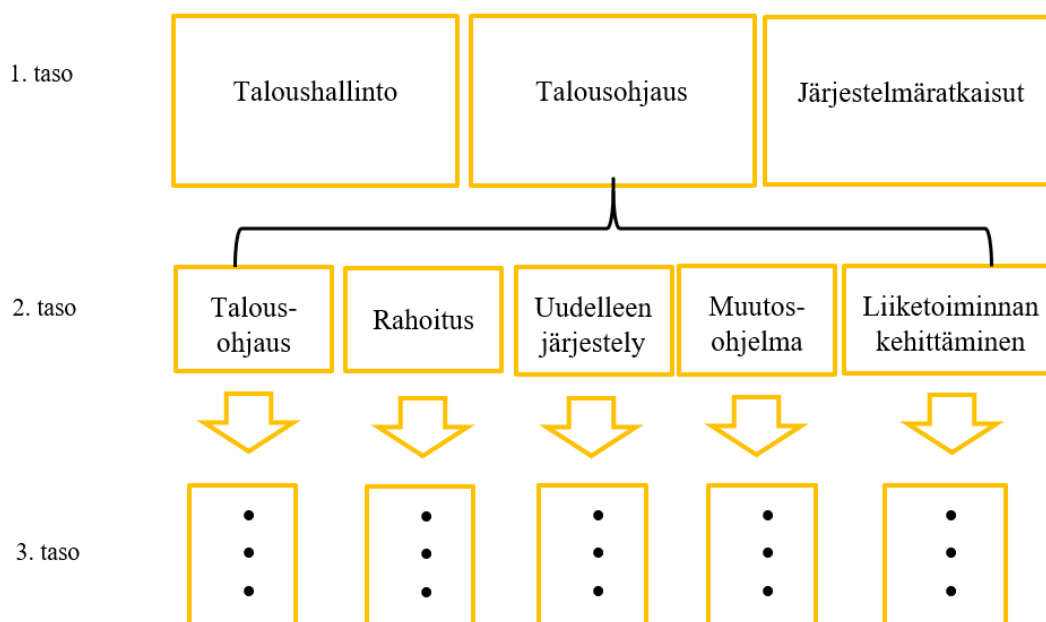 1. taso
Taloushallinto
Talousohjaus
Järjestelmäratkaisut
2. taso
Talous-
ohjaus
Rahoitus
Uudelleen
järjestely
Muutos-
ohjelma
Liiketoiminnan
kehittäminen
3. taso